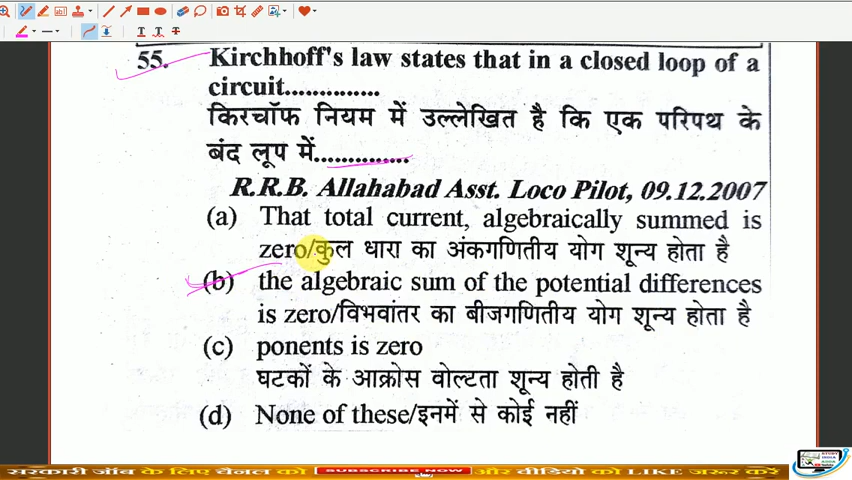 55. Kirchhoff's law states that in a closed loop of a
circuit...............
किरचॉफ नियम में उल्लेखित है कि एक परिपथ के
बंद लूप में...............
R.R.B. Allahabad Asst. Loco Pilot, 09.12.2007
(a) That total current, algebraically summed is
zero/कुल धारा का अंकगणितीय योग शून्य होता है
(b) the algebraic sum of the potential differences
is zero/विभवांतर का बीजगणितीय योग शून्य होता है
(c) ponents is zero
घटकों के आक्रोस वोल्टता शून्य होती है
(d) None of these/इनमें से कोई नहीं
सरकारी जॉब के लिए चैनल को SUBSCRIBE NOW और वीडियो को LIKE जरूर करें
STUDY
INDIA